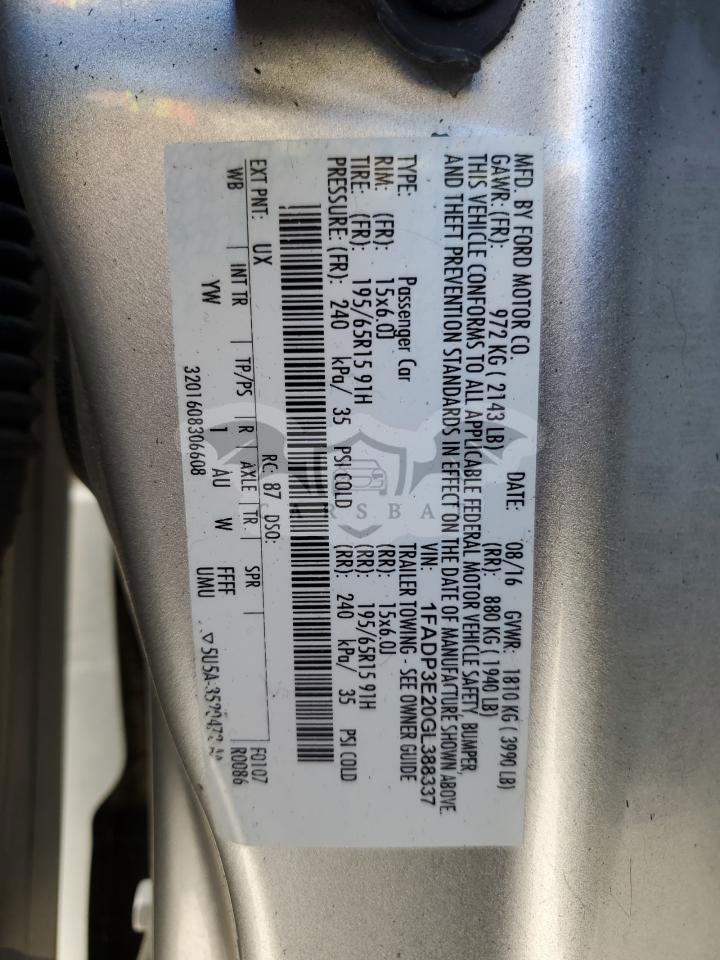 MFD. BY FORD MOTOR CO.
DATE: 08/16 GVWR: 1810 KG ( 3990 LB)
GAWR: (FR): 972 KG ( 2143 LB) (RR): 880 KG ( 1940 LB)
THIS VEHICLE CONFORMS TO ALL APPLICABLE FEDERAL MOTOR VEHICLE SAFETY, BUMPER,
AND THEFT PREVENTION STANDARDS IN EFFECT ON THE DATE OF MANUFACTURE SHOWN ABOVE.
VIN: 1FADP3E20GL388337
TYPE: Passenger Car TRAILER TOWING - SEE OWNER GUIDE
RIM: (FR): 15x6.0J (RR): 15x6.0J
TIRE: (FR): 195/65R15 91H (RR): 195/65R15 91H
PRESSURE: (FR): 240 kPa/ 35 PSI COLD (RR): 240 kPa/ 35 PSI COLD
EXT PNT: UX RC: 87 DSO: F0107
WB INT TR TP/PS R AXLE TR SPR R0086
YW 1 AU W FFFF UMU
3201608306608
CARSBA